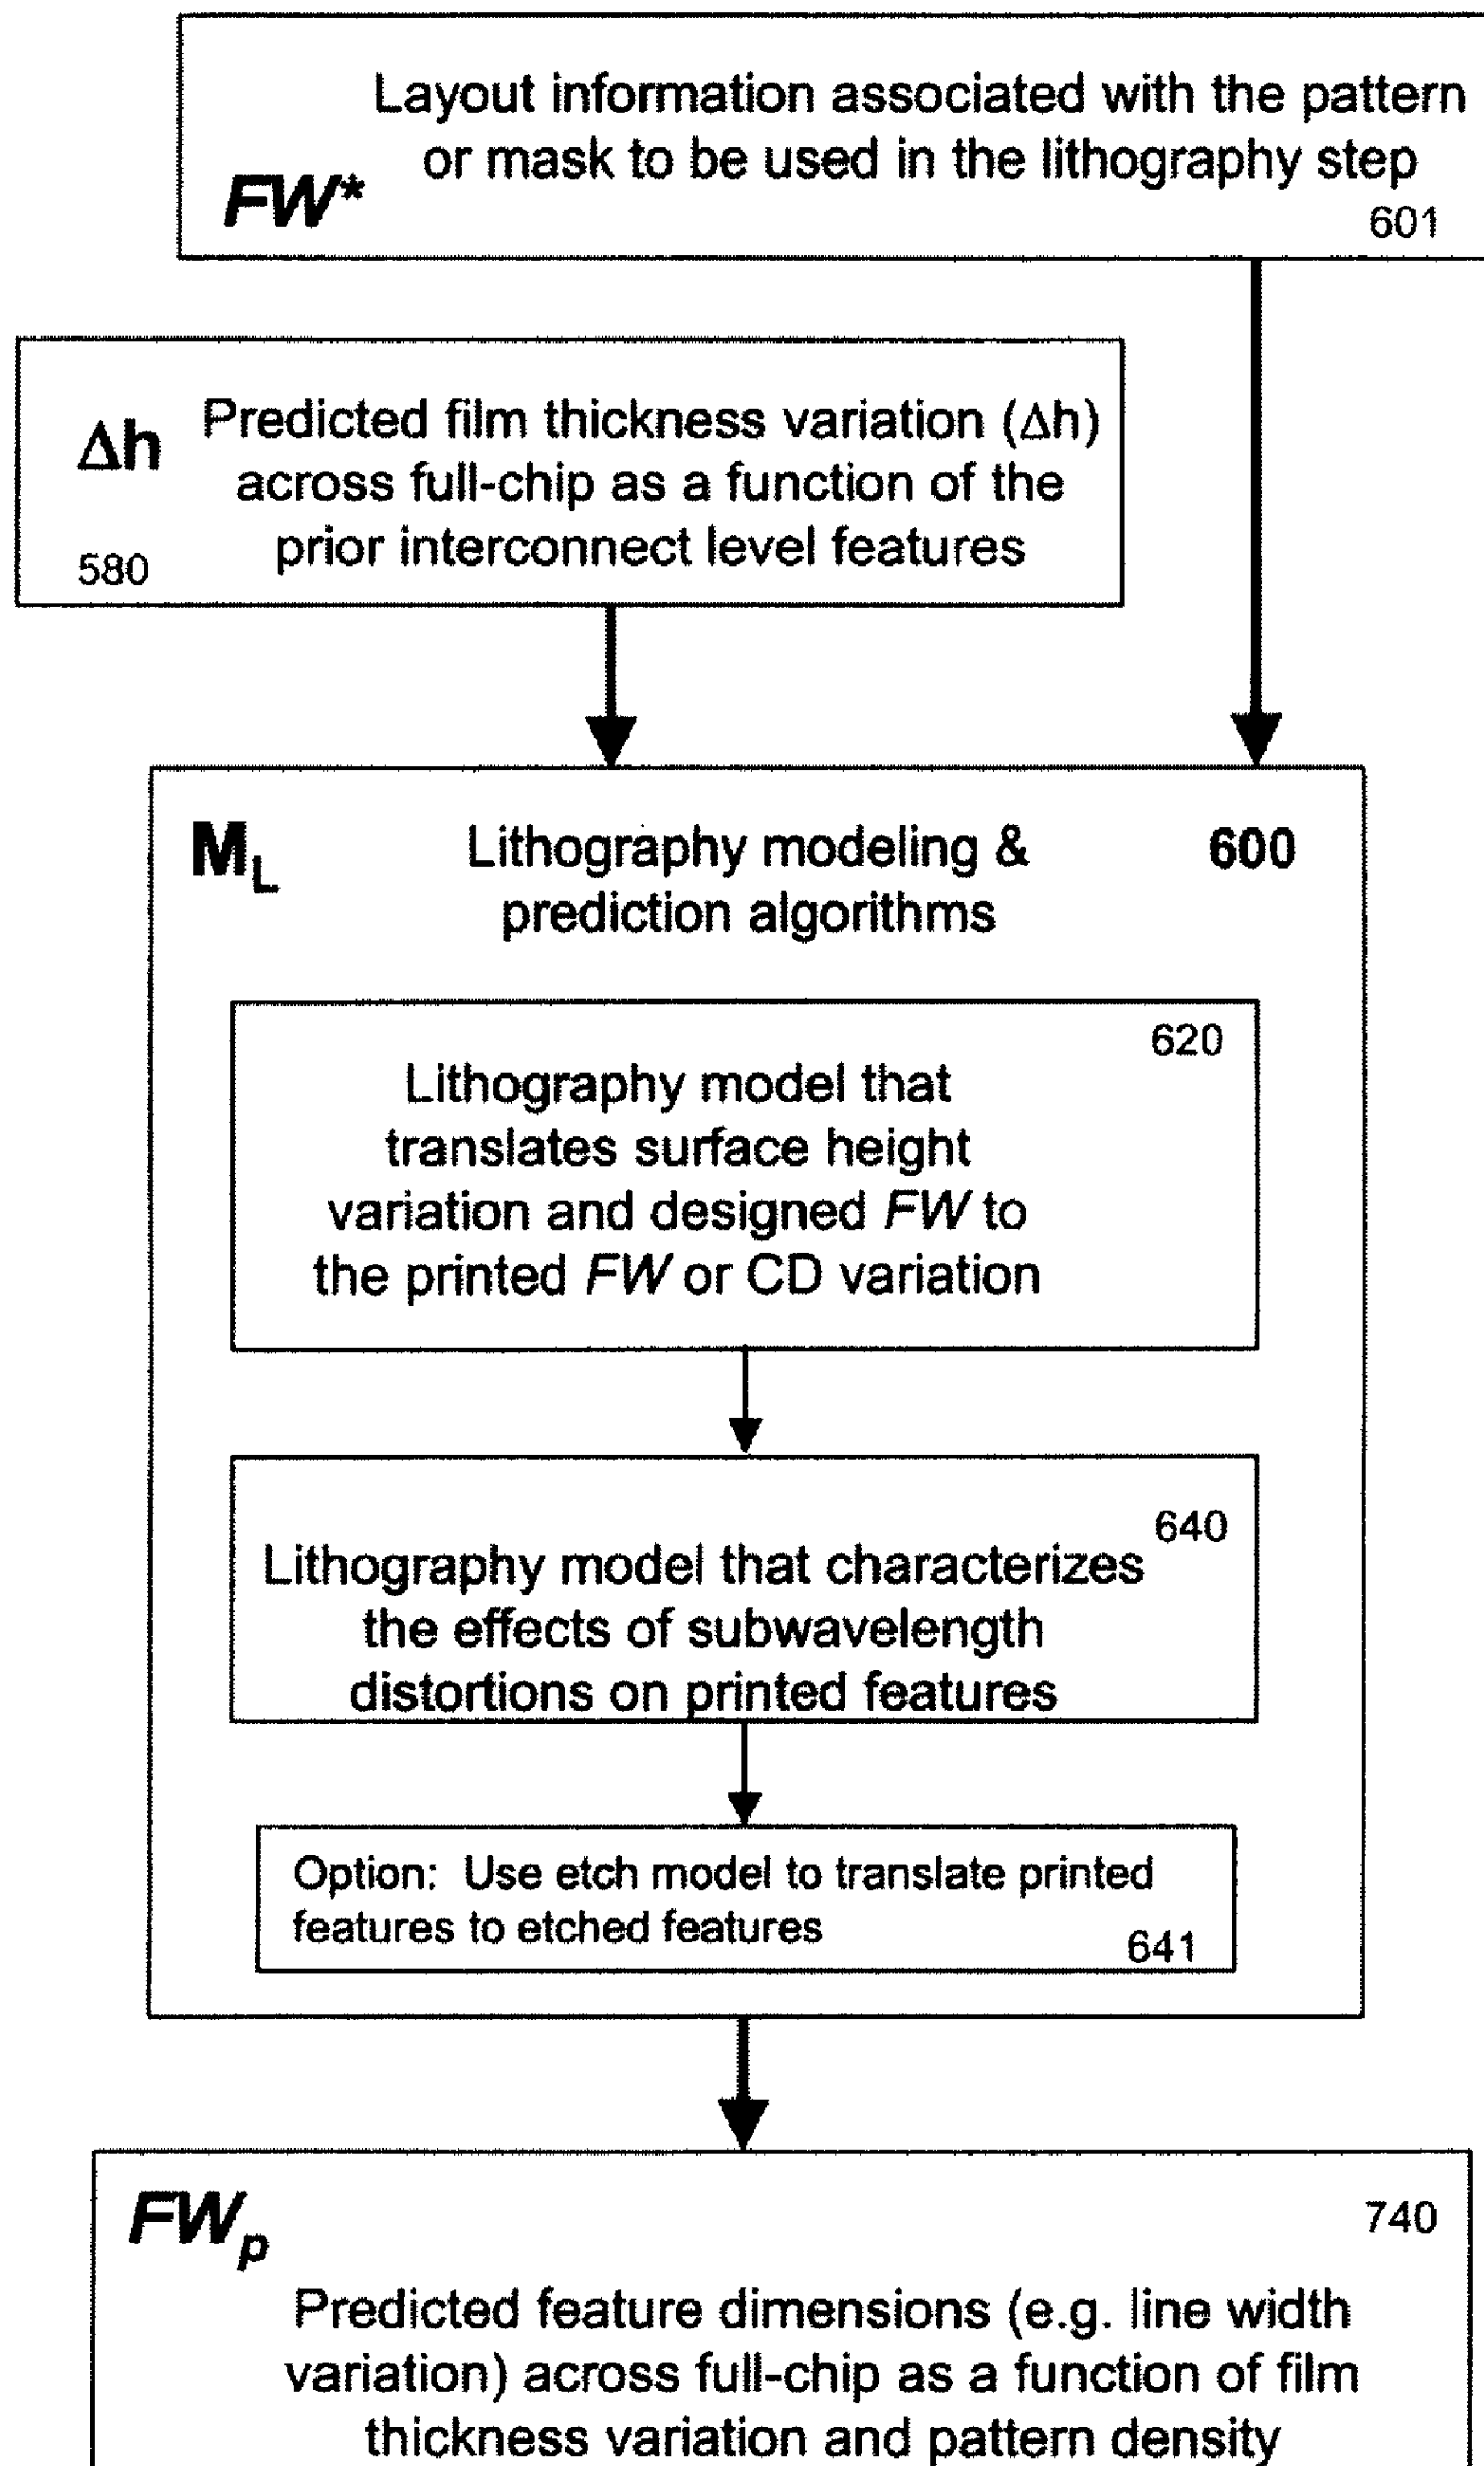 Layout information associated with the pattern
or mask to be used in the lithography step
FW*
601
Δh
Predicted film thickness variation (Δh)
across full-chip as a function of the
prior interconnect level features
580
M_L
Lithography modeling &
prediction algorithms
600
620
Lithography model that
translates surface height
variation and designed FW to
the printed FW or CD variation
640
Lithography model that characterizes
the effects of subwavelength
distortions on printed features
Option: Use etch model to translate printed
features to etched features
641
FW_p
740
Predicted feature dimensions (e.g. line width
variation) across full-chip as a function of film
thickness variation and pattern density